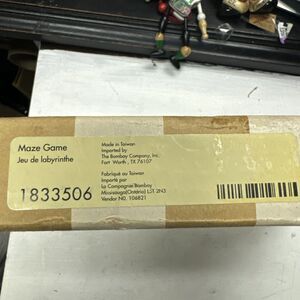 Maze Game
Jeu de labyrinthe
1833506
Made in Taiwan
Imported by
The Bombay Company, Inc.
Fort Worth , TX 76107
Fabriqué au Taiwan
Importé par
La Compagnie Bombay
Mississauga(Ontário) L5T 2N3
Vendor NO. 106821